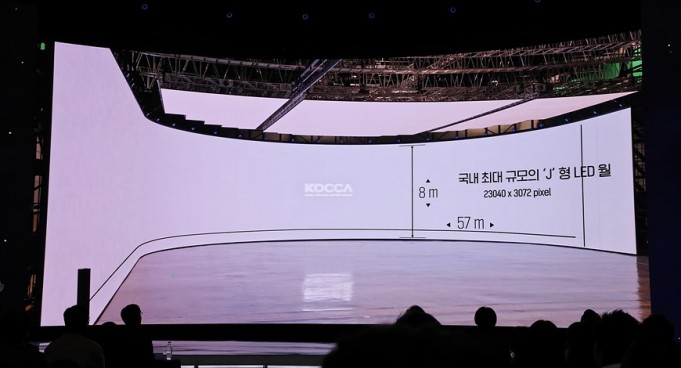 KOCCA
국내 최대 규모의 'J' 형 LED 월
23040 x 3072 pixel
8 m
57 m